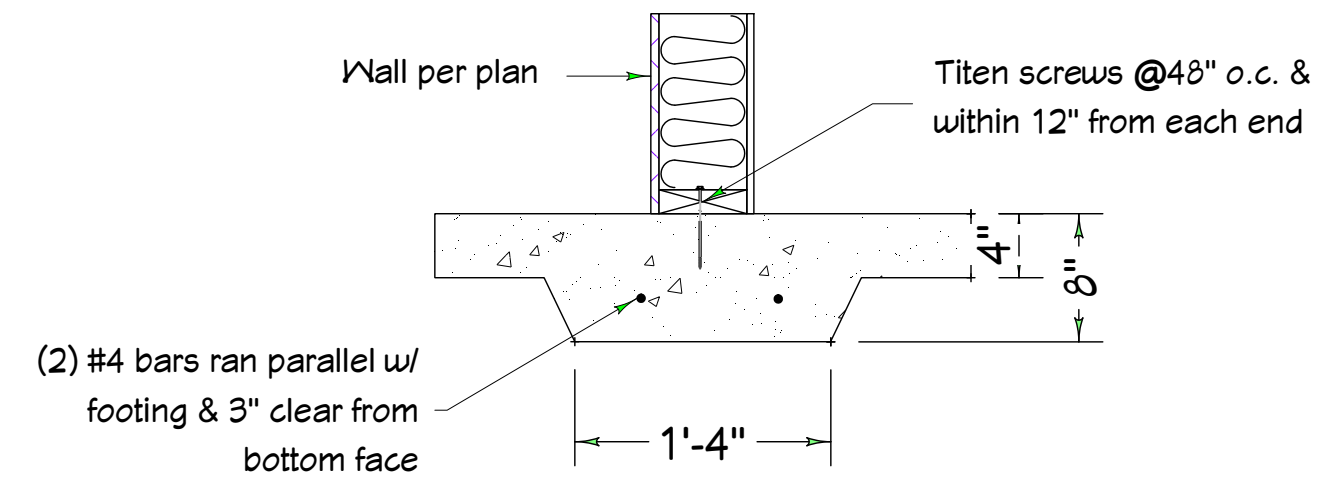 Wall per plan
Titen screws @48" o.c. &
within 12" from each end
4"
8"
(2) #4 bars ran parallel w/
footing & 3" clear from
bottom face
1'-4"